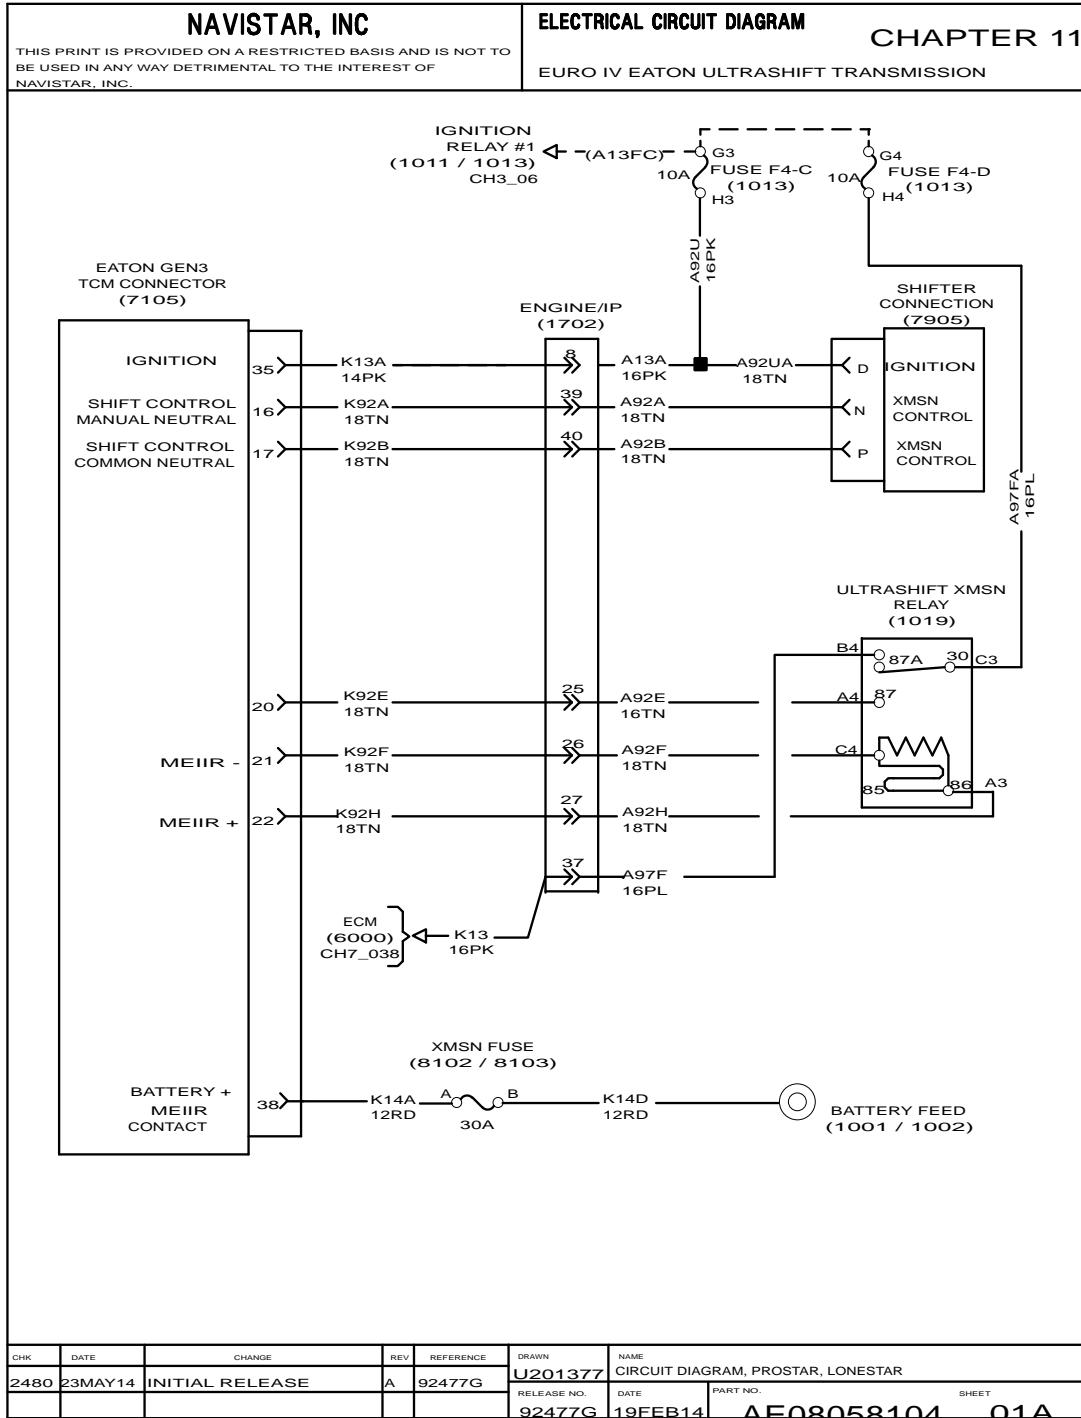 NAVISTAR, INC
THIS PRINT IS PROVIDED ON A RESTRICTED BASIS AND IS NOT TO
BE USED IN ANY WAY DETRIMENTAL TO THE INTEREST OF
NAVISTAR, INC.
ELECTRICAL CIRCUIT DIAGRAM
CHAPTER 11
EURO IV EATON ULTRASHIFT TRANSMISSION
IGNITION
RELAY #1
(1011 / 1013)
CH3_06
(A13FC)
G3
10A
FUSE F4-C
(1013)
H3
G4
10A
FUSE F4-D
(1013)
H4
A92U
16PK
EATON GEN3
TCM CONNECTOR
(7105)
ENGINE/IP
(1702)
SHIFTER
CONNECTION
(7905)
IGNITION
35
K13A
14PK
8
A13A
16PK
A92UA
18TN
D
IGNITION
SHIFT CONTROL
MANUAL NEUTRAL
16
K92A
18TN
39
A92A
18TN
N
XMSN
CONTROL
SHIFT CONTROL
COMMON NEUTRAL
17
K92B
18TN
40
A92B
18TN
P
XMSN
CONTROL
A97FA
16PL
ULTRASHIFT XMSN
RELAY
(1019)
B4
87A
30
C3
20
K92E
18TN
25
A92E
16TN
A4
87
MEIIR -
21
K92F
18TN
26
A92F
18TN
C4
85
86
A3
MEIIR +
22
K92H
18TN
27
A92H
18TN
37
A97F
16PL
ECM
(6000)
CH7_038
K13
16PK
XMSN FUSE
(8102 / 8103)
BATTERY +
MEIIR
CONTACT
38
K14A
12RD
A
B
30A
K14D
12RD
BATTERY FEED
(1001 / 1002)
CHK
DATE
CHANGE
REV
REFERENCE
DRAWN
NAME
2480
23MAY14
INITIAL RELEASE
A
92477G
U201377
CIRCUIT DIAGRAM, PROSTAR, LONESTAR
RELEASE NO.
DATE
PART NO.
SHEET
92477G
19FEB14
AE08058104
01A